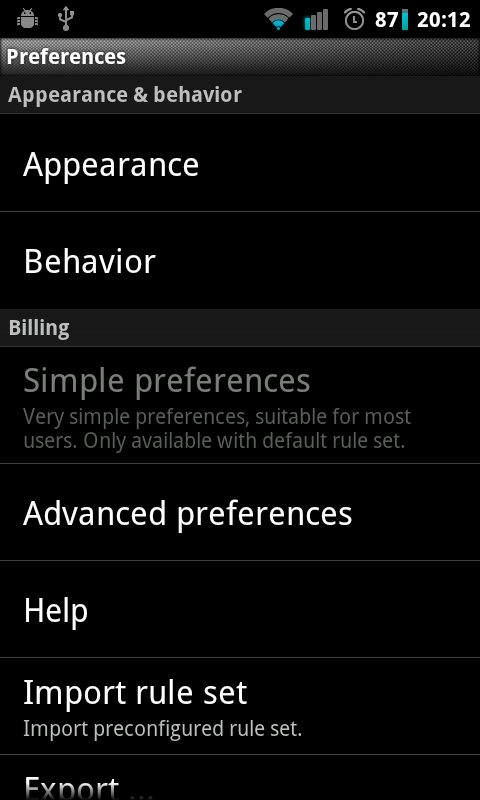 87 20:12
Preferences
Appearance & behavior
Appearance
Behavior
Billing
Simple preferences
Very simple preferences, suitable for most
users. Only available with default rule set.
Advanced preferences
Help
Import rule set
Import preconfigured rule set.
Export ...